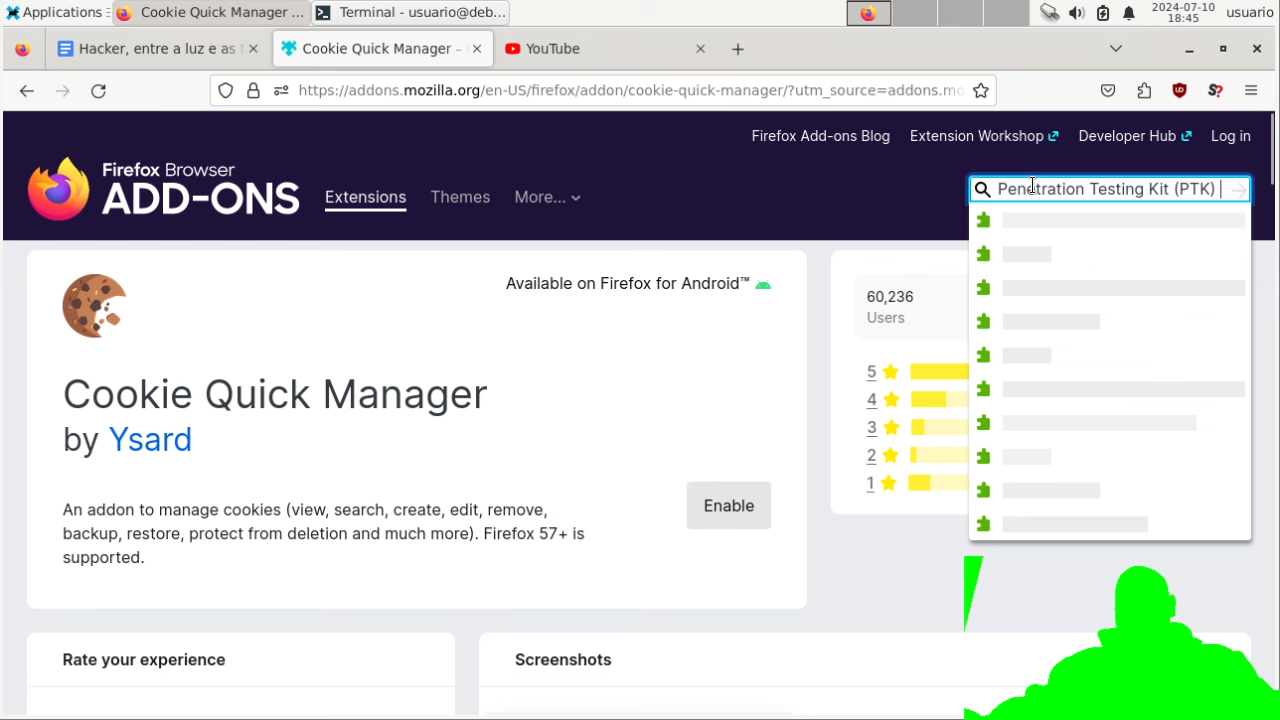 Applications
Cookie Quick Manager ...
Terminal - usuario@deb...
2024-07-10
18:45
usuario
Hacker, entre a luz e as t
Cookie Quick Manager –
YouTube
https://addons.mozilla.org/en-US/firefox/addon/cookie-quick-manager/?utm_source=addons.mo
Firefox Add-ons Blog
Extension Workshop
Developer Hub
Log in
Firefox Browser
ADD-ONS
Extensions
Themes
More...
Penetration Testing Kit (PTK)
Available on Firefox for Android™
Cookie Quick Manager
by Ysard
An addon to manage cookies (view, search, create, edit, remove,
backup, restore, protect from deletion and much more). Firefox 57+ is
supported.
Enable
60,236
Users
5
4
3
2
1
Rate your experience
Screenshots